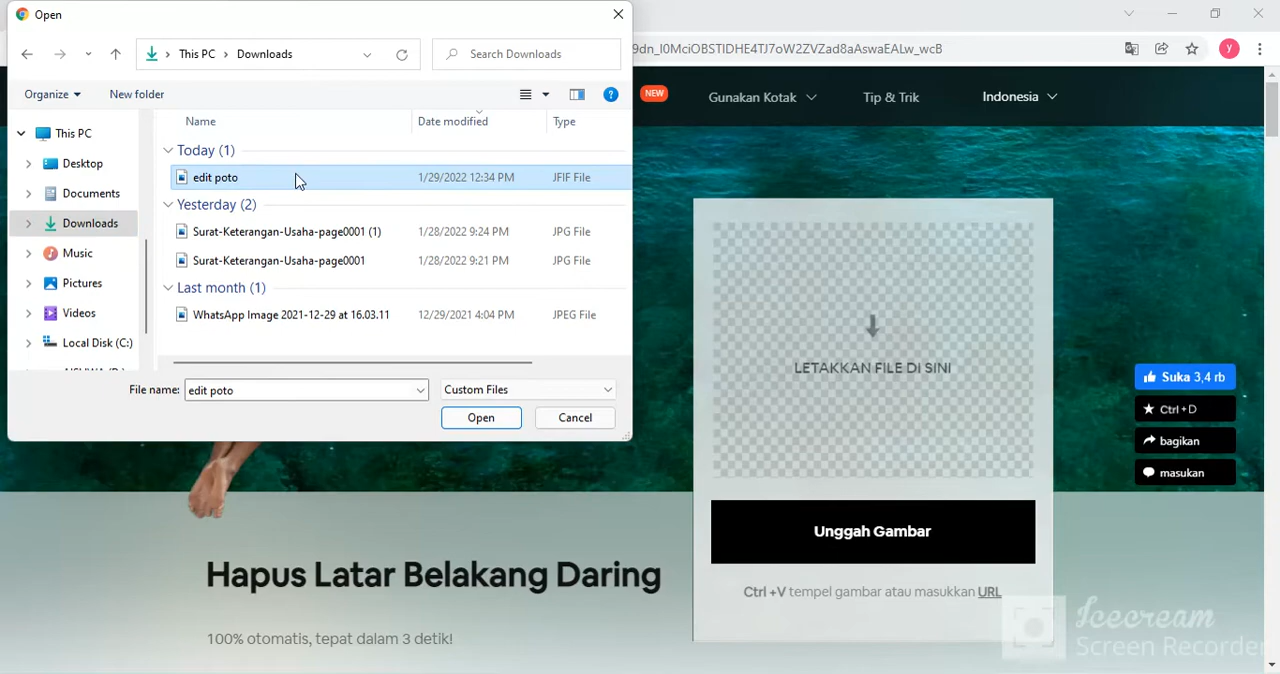 Open
This PC > Downloads
Search Downloads
9dn_I0MciOBSTIDHE4TJ7oW2ZVZad8aAswaEALw_wcB
y
Organize
New folder
?
NEW
Gunakan Kotak
Tip & Trik
Indonesia
Name
Date modified
Type
This PC
Desktop
Documents
Downloads
Music
Pictures
Videos
Local Disk (C:)
Today (1)
edit poto 1/29/2022 12:34 PM JFIF File
Yesterday (2)
Surat-Keterangan-Usaha-page0001 (1) 1/28/2022 9:24 PM JPG File
Surat-Keterangan-Usaha-page0001 1/28/2022 9:21 PM JPG File
Last month (1)
WhatsApp Image 2021-12-29 at 16.03.11 12/29/2021 4:04 PM JPEG File
File name: edit poto
Custom Files
Open
Cancel
LETAKKAN FILE DI SINI
Unggah Gambar
Ctrl +V tempel gambar atau masukkan URL
Suka 3,4 rb
Ctrl +D
bagikan
masukan
Hapus Latar Belakang Daring
100% otomatis, tepat dalam 3 detik!
Icecream
Screen Recorder